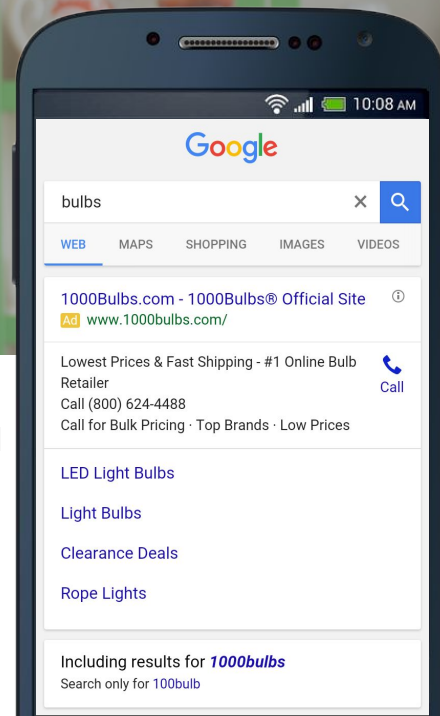 10:08 AM
Google
bulbs
WEB MAPS SHOPPING IMAGES VIDEOS
1000Bulbs.com - 1000Bulbs® Official Site
Ad www.1000bulbs.com/
Lowest Prices & Fast Shipping - #1 Online Bulb
Retailer
Call (800) 624-4488
Call for Bulk Pricing · Top Brands · Low Prices
Call
LED Light Bulbs
Light Bulbs
Clearance Deals
Rope Lights
Including results for 1000bulbs
Search only for 100bulb